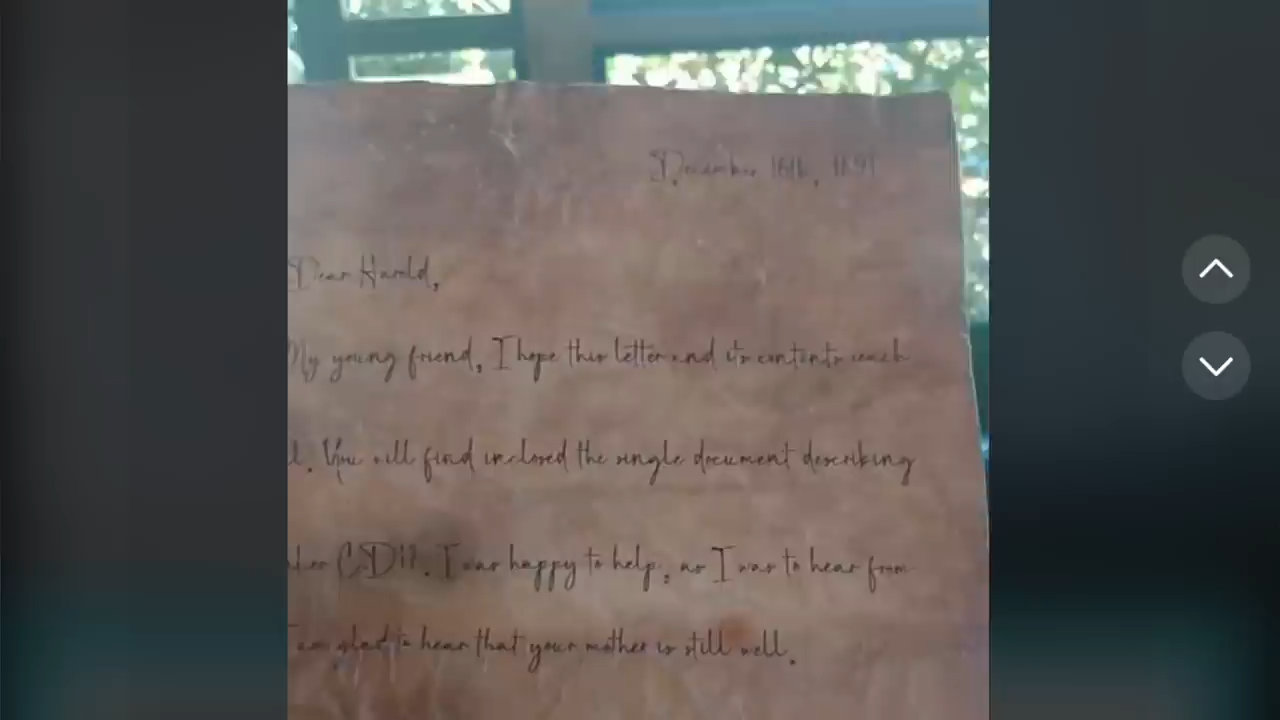 December 16th, 1891
Dear Harold,
My young friend, I hope this letter and its contents reach
You will find inclosed the single document describing
CD17. I was happy to help, as I was to hear from
am glad to hear that your mother is still well.